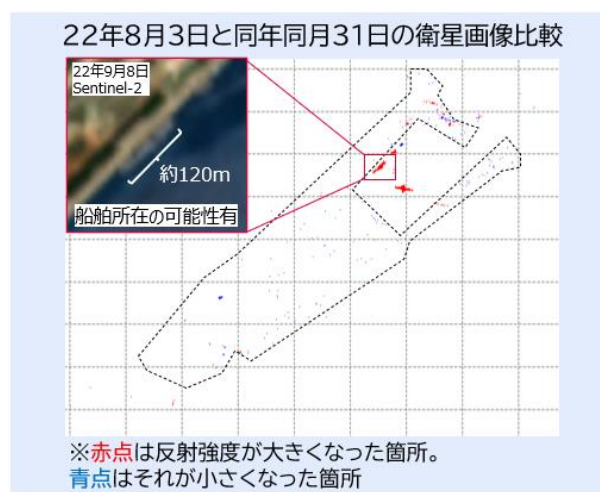 22年8月3日と同年同月31日の衛星画像比較
22年9月8日
Sentinel-2
約120m
船舶所在の可能性有
※赤点は反射強度が大きくなった箇所。
青点はそれが小さくなった箇所